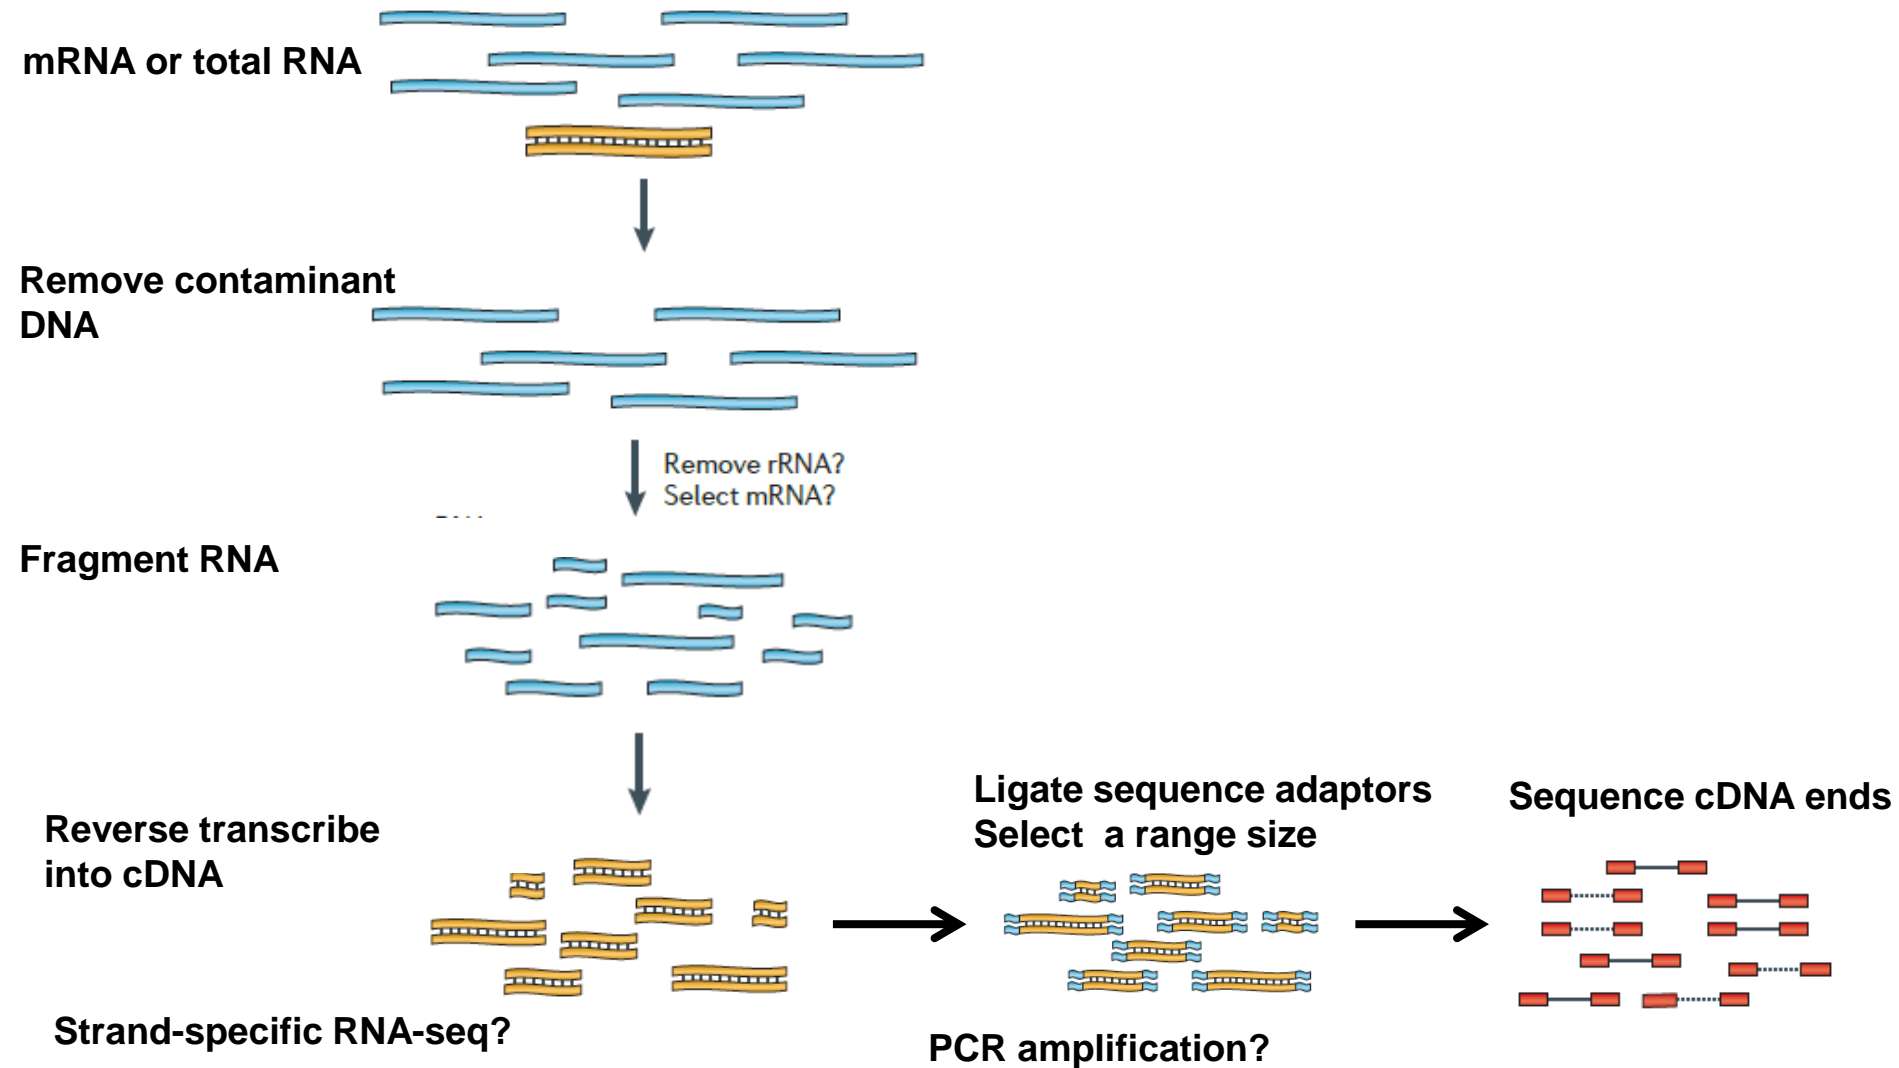 mRNA or total RNA
Remove contaminant
DNA
Remove rRNA?
Select mRNA?
Fragment RNA
Reverse transcribe
into cDNA
Ligate sequence adaptors
Select  a range size
Sequence cDNA ends
Strand-specific RNA-seq?
PCR amplification?